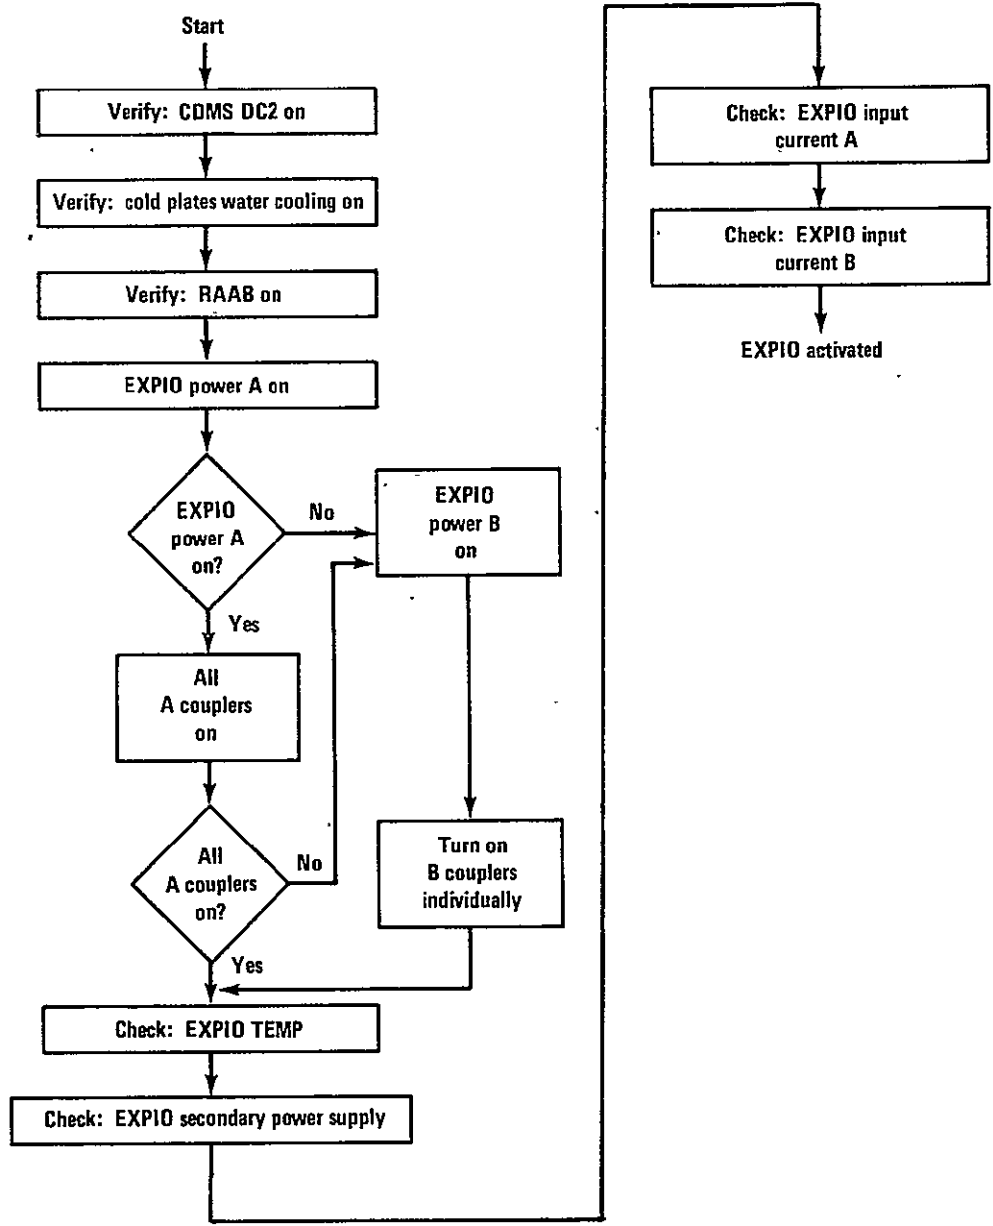 Start
Verify: CDMS DC2 on
Verify: cold plates water cooling on
Verify: RAAB on
EXPIO power A on
EXPIO
power A
on?
No
Yes
EXPIO
power B
on
All
A couplers
on
All
A couplers
on?
No
Yes
Turn on
B couplers
individually
Check: EXPIO TEMP
Check: EXPIO secondary power supply
Check: EXPIO input
current A
Check: EXPIO input
current B
EXPIO activated